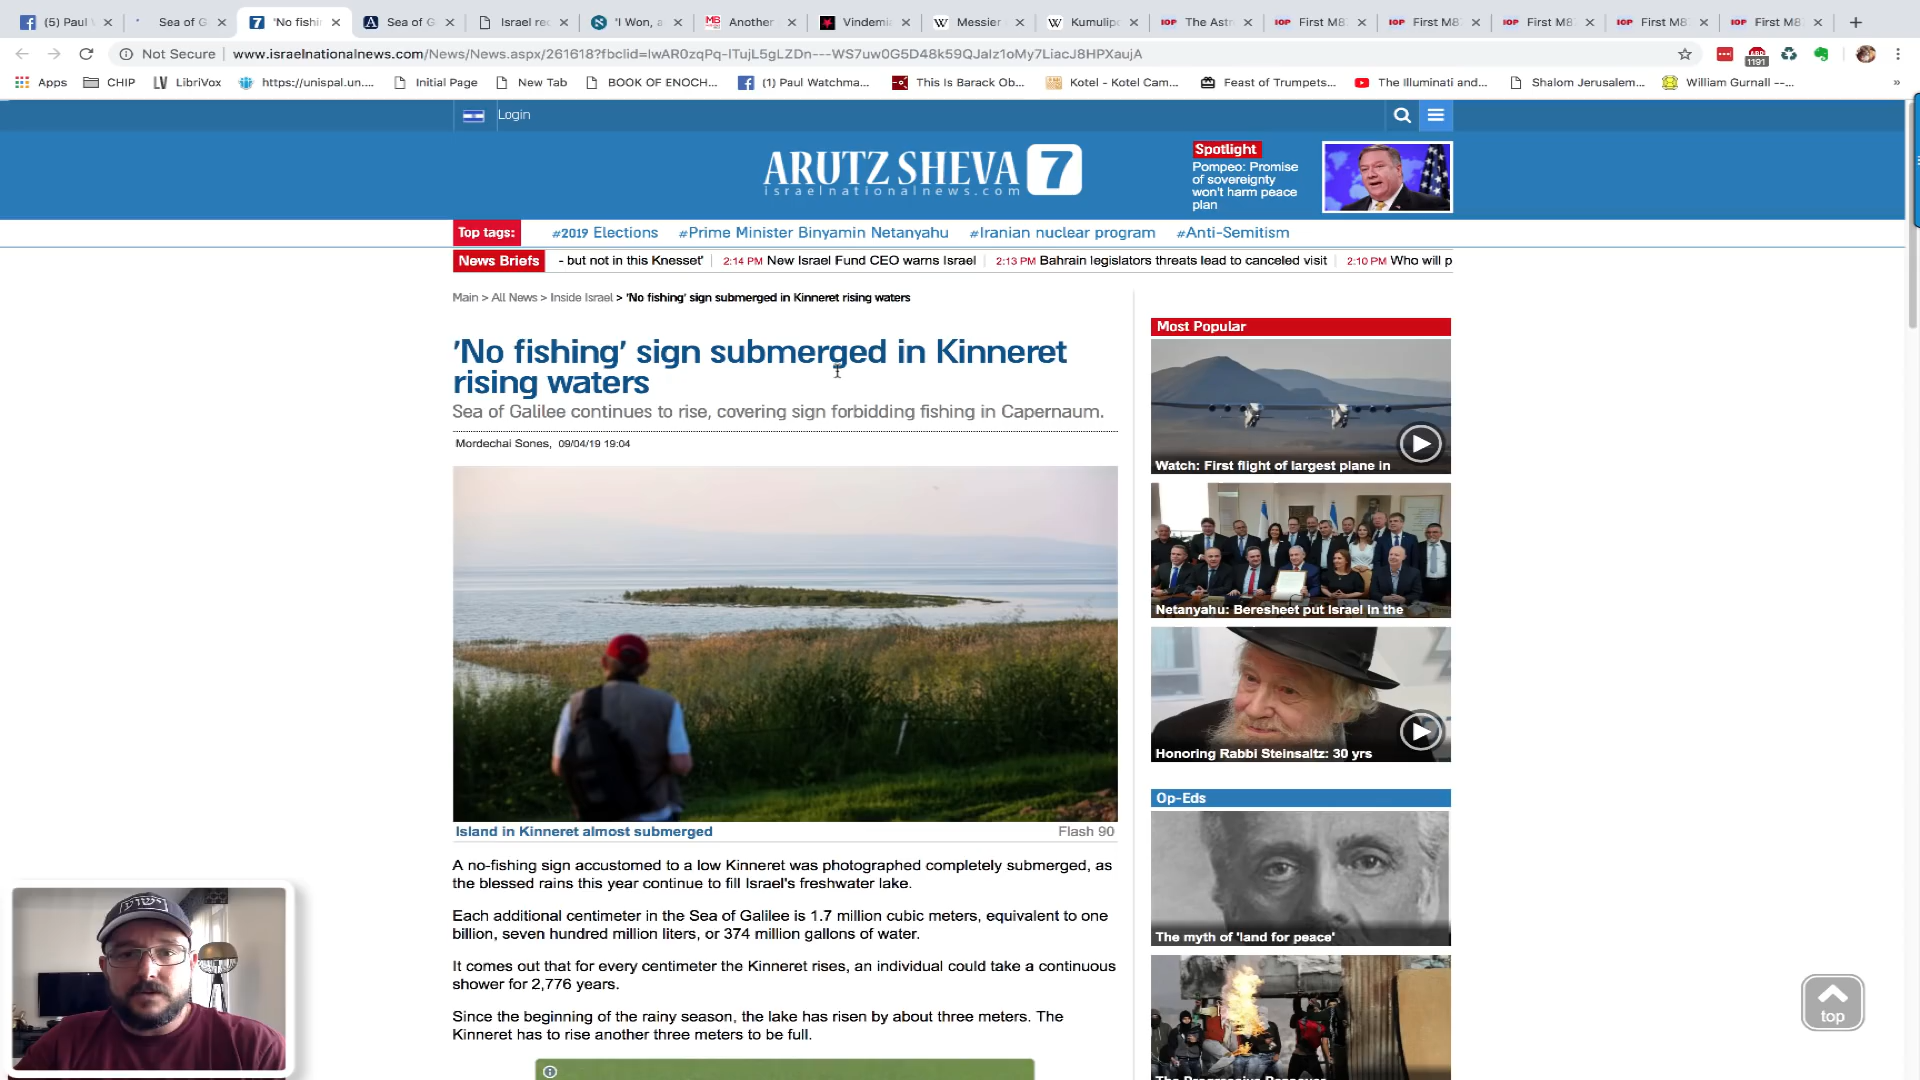 (5) Paul
Sea of G
'No fishi
Sea of G
Israel re
'I Won, a
Another
Vindemia
Messier
Kumulipo
The Astr
First M8
First M8
First M8
First M8
First M8
Not Secure
www.israelnationalnews.com/News/News.aspx/261618?fbclid=IwAR0zqPq-ITujL5gLZDn---WS7uw0G5D48k59QJaIz1oMy7LiacJ8HPXaujA
1191
Apps
CHIP
LibriVox
https://unispal.un....
Initial Page
New Tab
BOOK OF ENOCH...
(1) Paul Watchma...
This Is Barack Ob...
Kotel - Kotel Cam...
Feast of Trumpets...
The Illuminati and...
Shalom Jerusalem...
William Gurnall --...
Login
ARUTZ SHEVA 7
israelnationalnews.com
Spotlight
Pompeo: Promise
of sovereignty
won't harm peace
plan
Top tags:
#2019 Elections
#Prime Minister Binyamin Netanyahu
#Iranian nuclear program
#Anti-Semitism
News Briefs
- but not in this Knesset'
2:14 PM New Israel Fund CEO warns Israel
2:13 PM Bahrain legislators threats lead to canceled visit
2:10 PM Who will p
Main > All News > Inside Israel > 'No fishing' sign submerged in Kinneret rising waters
'No fishing' sign submerged in Kinneret
rising waters
Sea of Galilee continues to rise, covering sign forbidding fishing in Capernaum.
Mordechai Sones, 09/04/19 19:04
Island in Kinneret almost submerged
Flash 90
A no-fishing sign accustomed to a low Kinneret was photographed completely submerged, as
the blessed rains this year continue to fill Israel's freshwater lake.
Each additional centimeter in the Sea of Galilee is 1.7 million cubic meters, equivalent to one
billion, seven hundred million liters, or 374 million gallons of water.
It comes out that for every centimeter the Kinneret rises, an individual could take a continuous
shower for 2,776 years.
Since the beginning of the rainy season, the lake has risen by about three meters. The
Kinneret has to rise another three meters to be full.
Most Popular
Watch: First flight of largest plane in
Netanyahu: Beresheet put Israel in the
Honoring Rabbi Steinsaltz: 30 yrs
Op-Eds
The myth of 'land for peace'
ישוע
top